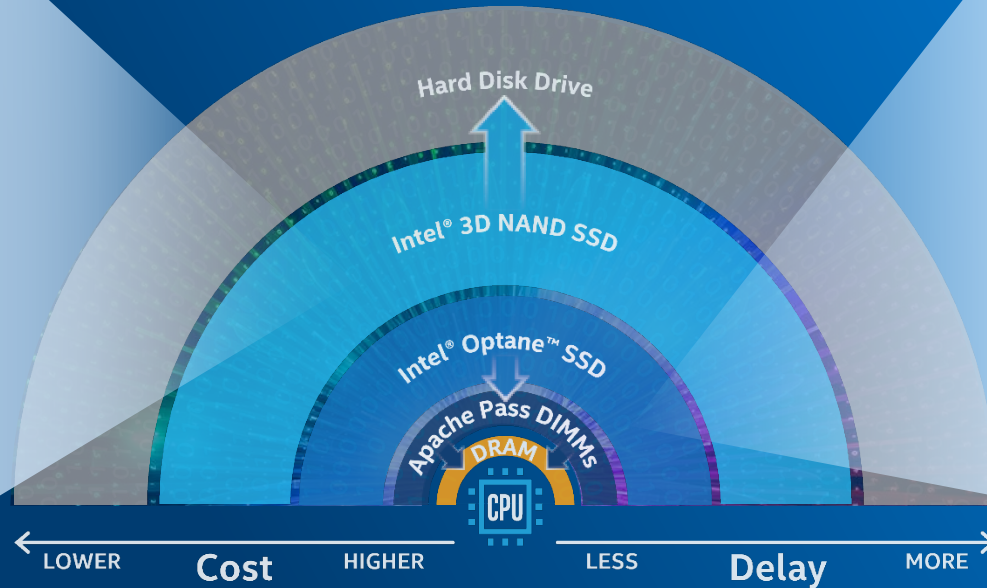 Hard Disk Drive
Intel® 3D NAND SSD
Intel® Optane™ SSD
Apache Pass DIMMs
DRAM
CPU
LOWER Cost HIGHER LESS Delay MORE